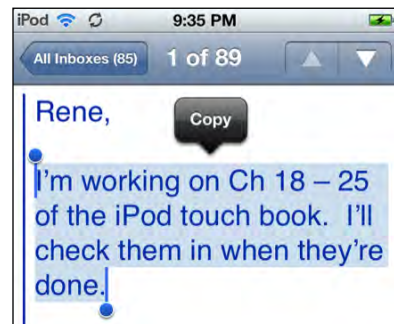 iPod 9:35 PM
All Inboxes (85) 1 of 89
Rene,
Copy
I'm working on Ch 18 – 25
of the iPod touch book.  I'll
check them in when they're
done.